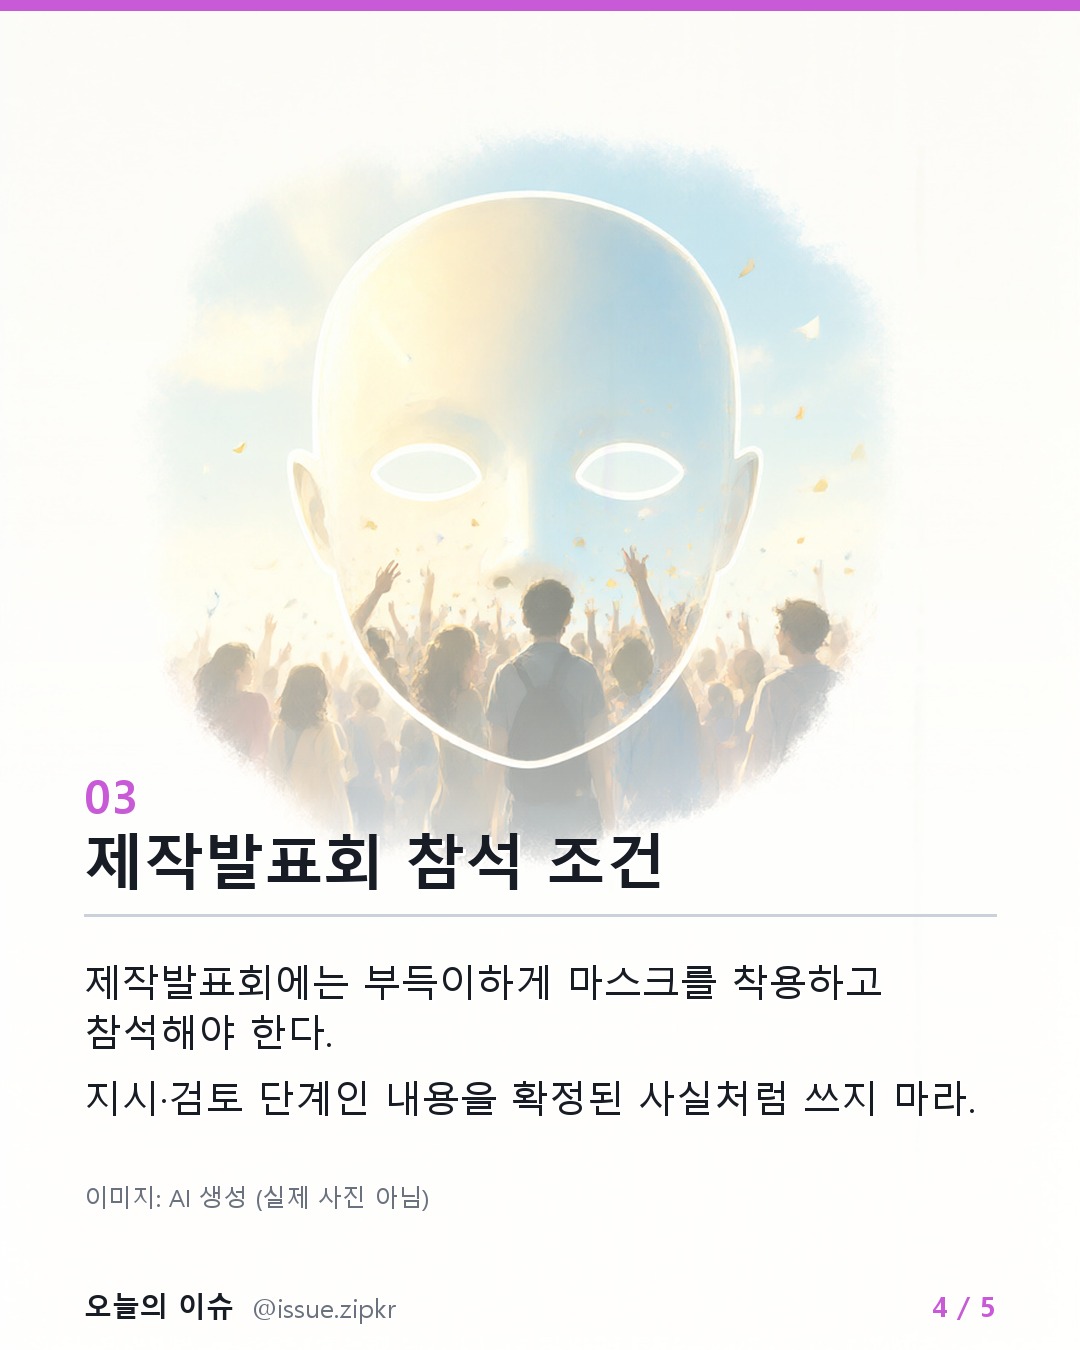 03
제작발표회 참석 조건
제작발표회에는 부득이하게 마스크를 착용하고
참석해야 한다.
지시·검토 단계인 내용을 확정된 사실처럼 쓰지 마라.
이미지: AI 생성 (실제 사진 아님)
오늘의 이슈 @issue.zipkr
4 / 5